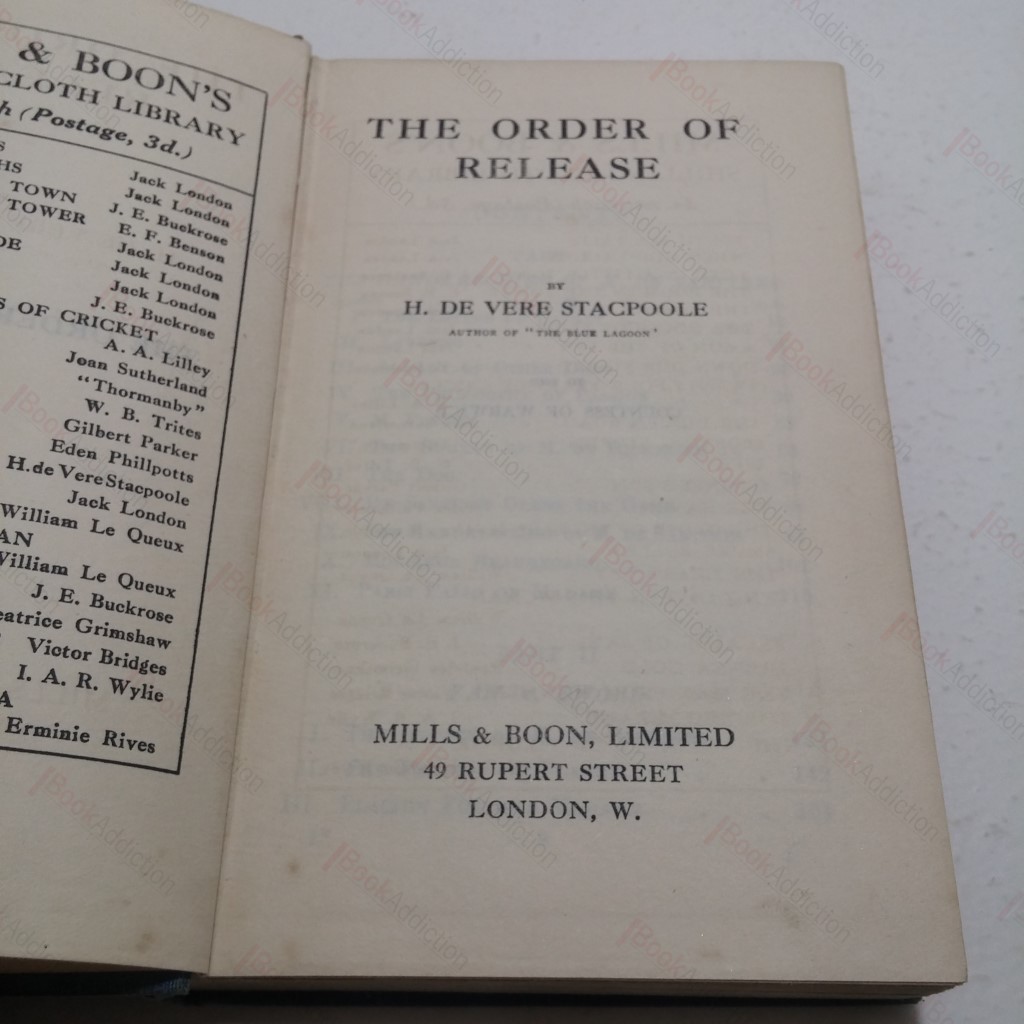 & BOON'S
CLOTH LIBRARY
(Postage, 3d.)
Jack London
Jack London
TOWN J. E. Buckrose
TOWER E. F. Benson
Jack London
Jack London
Jack London
J. E. Buckrose
OF CRICKET
A. A. Lilley
Joan Sutherland
"Thormanby"
W. B. Trites
Gilbert Parker
Eden Phillpotts
H. de Vere Stacpoole
Jack London
William Le Queux
William Le Queux
J. E. Buckrose
Beatrice Grimshaw
Victor Bridges
I. A. R. Wylie
Erminie Rives
THE ORDER OF
RELEASE
BY
H. DE VERE STACPOOLE
AUTHOR OF "THE BLUE LAGOON"
MILLS & BOON, LIMITED
49 RUPERT STREET
LONDON, W.
BookAddiction